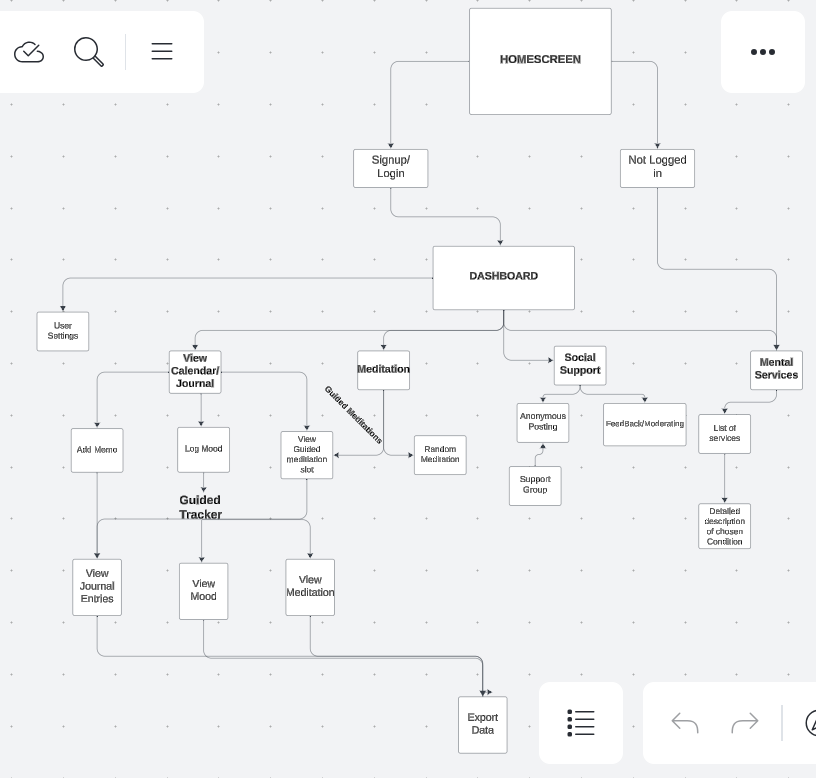 HOMESCREEN
Signup/
Login
Not Logged
in
DASHBOARD
User
Settings
View
Calendar/
Journal
Meditation
Social
Support
Mental
Services
Guided Meditations
Add Memo
Log Mood
View
Guided
meditiation
slot
Random
Meditation
Anonymous
Posting
FeedBack/Moderating
List of
services
Support
Group
Guided
Tracker
Detailed
description
of chosen
Contition
View
Journal
Entries
View
Mood
View
Meditation
Export
Data